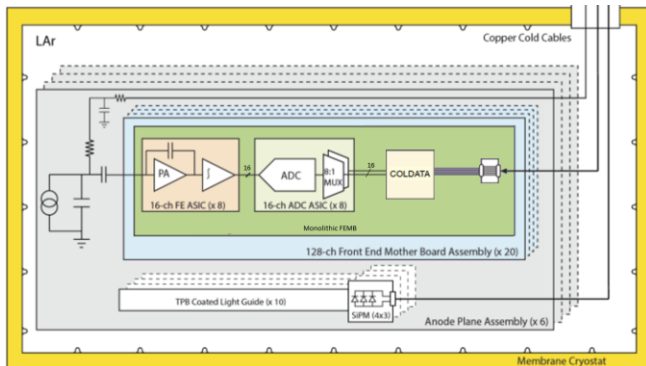 LAr
Copper Cold Cables
PA
∫
16
ADC
8:1
MUX
16
COLDATA
16-ch FE ASIC (x 8)
16-ch ADC ASIC (x 8)
Monolithic FEMB
128-ch Front End Mother Board Assembly (x 20)
TPB Coated Light Guide (x 10)
SiPM (4x3)
Anode Plane Assembly (x 6)
Membrane Cryostat